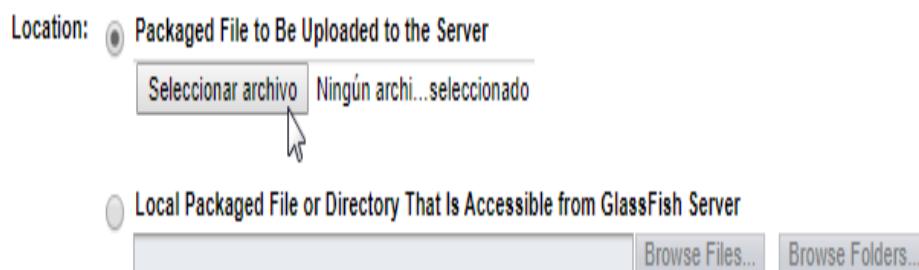 Location: Packaged File to Be Uploaded to the Server
Seleccionar archivo Ningún archi...seleccionado
Local Packaged File or Directory That Is Accessible from GlassFish Server
Browse Files... Browse Folders...